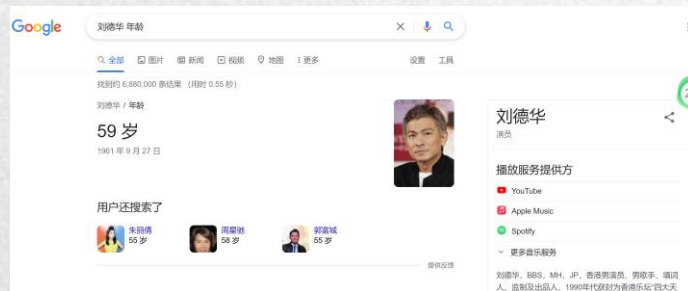 Google
刘德华 年龄
全部 图片 新闻 视频 地图 更多 设置 工具
找到约 6,860,000 条结果 （用时 0.55 秒）
刘德华 / 年龄
59 岁
1961 年 9 月 27 日
用户还搜索了
朱丽倩
55 岁
周星驰
58 岁
郭富城
55 岁
提供反馈
刘德华
演员
播放服务提供方
YouTube
Apple Music
Spotify
更多音乐服务
刘德华，BBS，MH，JP，香港男演员、男歌手、填词
人、监制及出品人，1990年代获封为香港乐坛“四大天